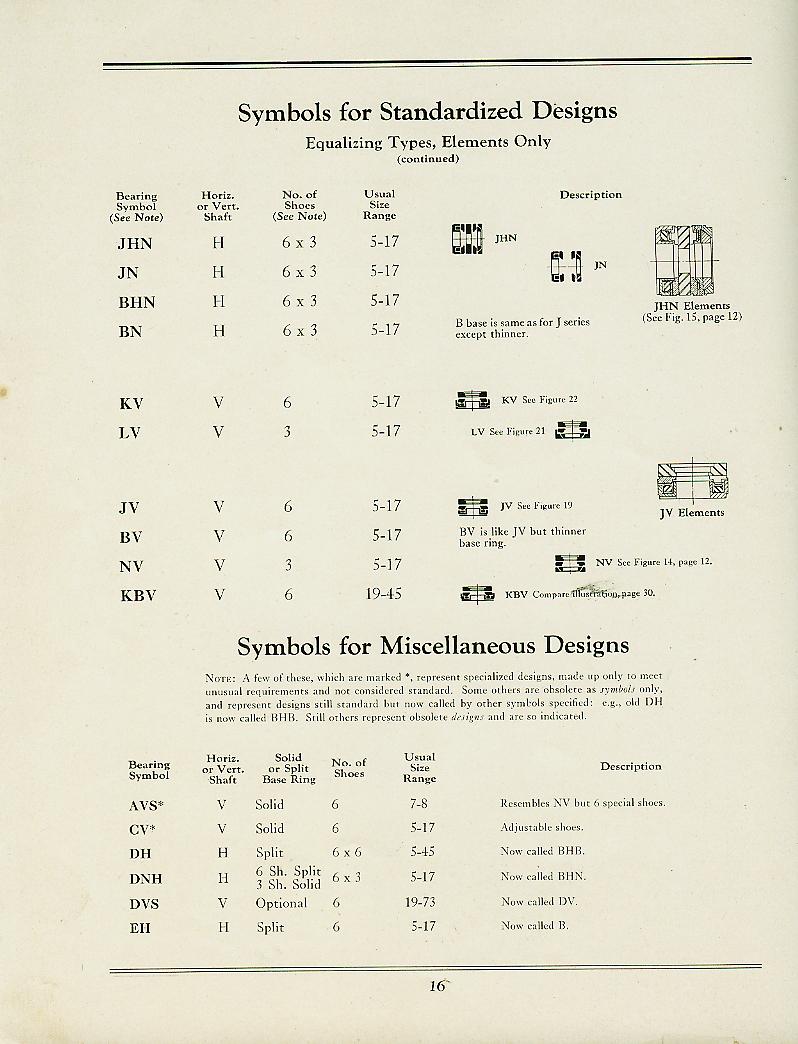 Symbols for Standardized Designs
Equalizing Types, Elements Only
(continued)
Bearing Symbol (See Note) Horiz. or Vert. Shaft No. of Shoes (See Note) Usual Size Range Description
JHN H 6 x 3 5-17 JHN
JN H 6 x 3 5-17 JN
BHN H 6 x 3 5-17
JHN Elements
(See Fig. 15, page 12)
BN H 6 x 3 5-17 B base is same as for J series
except thinner.
KV V 6 5-17 KV See Figure 22
LV V 3 5-17 LV See Figure 21
JV V 6 5-17 JV See Figure 19
JV Elements
BV V 6 5-17 BV is like JV but thinner
base ring.
NV V 3 5-17 NV See Figure 14, page 12.
KBV V 6 19-45 KBV Compare Illustration, page 30.
Symbols for Miscellaneous Designs
NOTE: A few of these, which are marked *, represent specialized designs, made up only to meet
unusual requirements and not considered standard. Some others are obsolete as symbols only,
and represent designs still standard but now called by other symbols specified: e.g., old DH
is now called BHB. Still others represent obsolete designs and are so indicated.
Bearing Symbol Horiz. or Vert. Shaft Solid or Split Base Ring No. of Shoes Usual Size Range Description
AVS* V Solid 6 7-8 Resembles NV but 6 special shoes.
CV* V Solid 6 5-17 Adjustable shoes.
DH H Split 6 x 6 5-45 Now called BHB.
DNH H 6 Sh. Split 3 Sh. Solid 6 x 3 5-17 Now called BHN.
DVS V Optional 6 19-73 Now called DV.
EH H Split 6 5-17 Now called B.
16